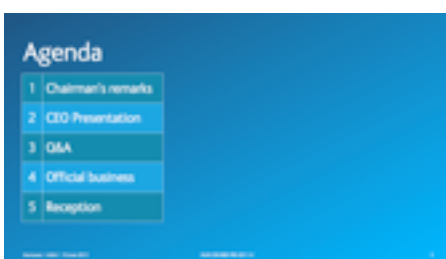 Agenda
1 Chairman's remarks
2 CEO Presentation
3 Q&A
4 Official business
5 Reception